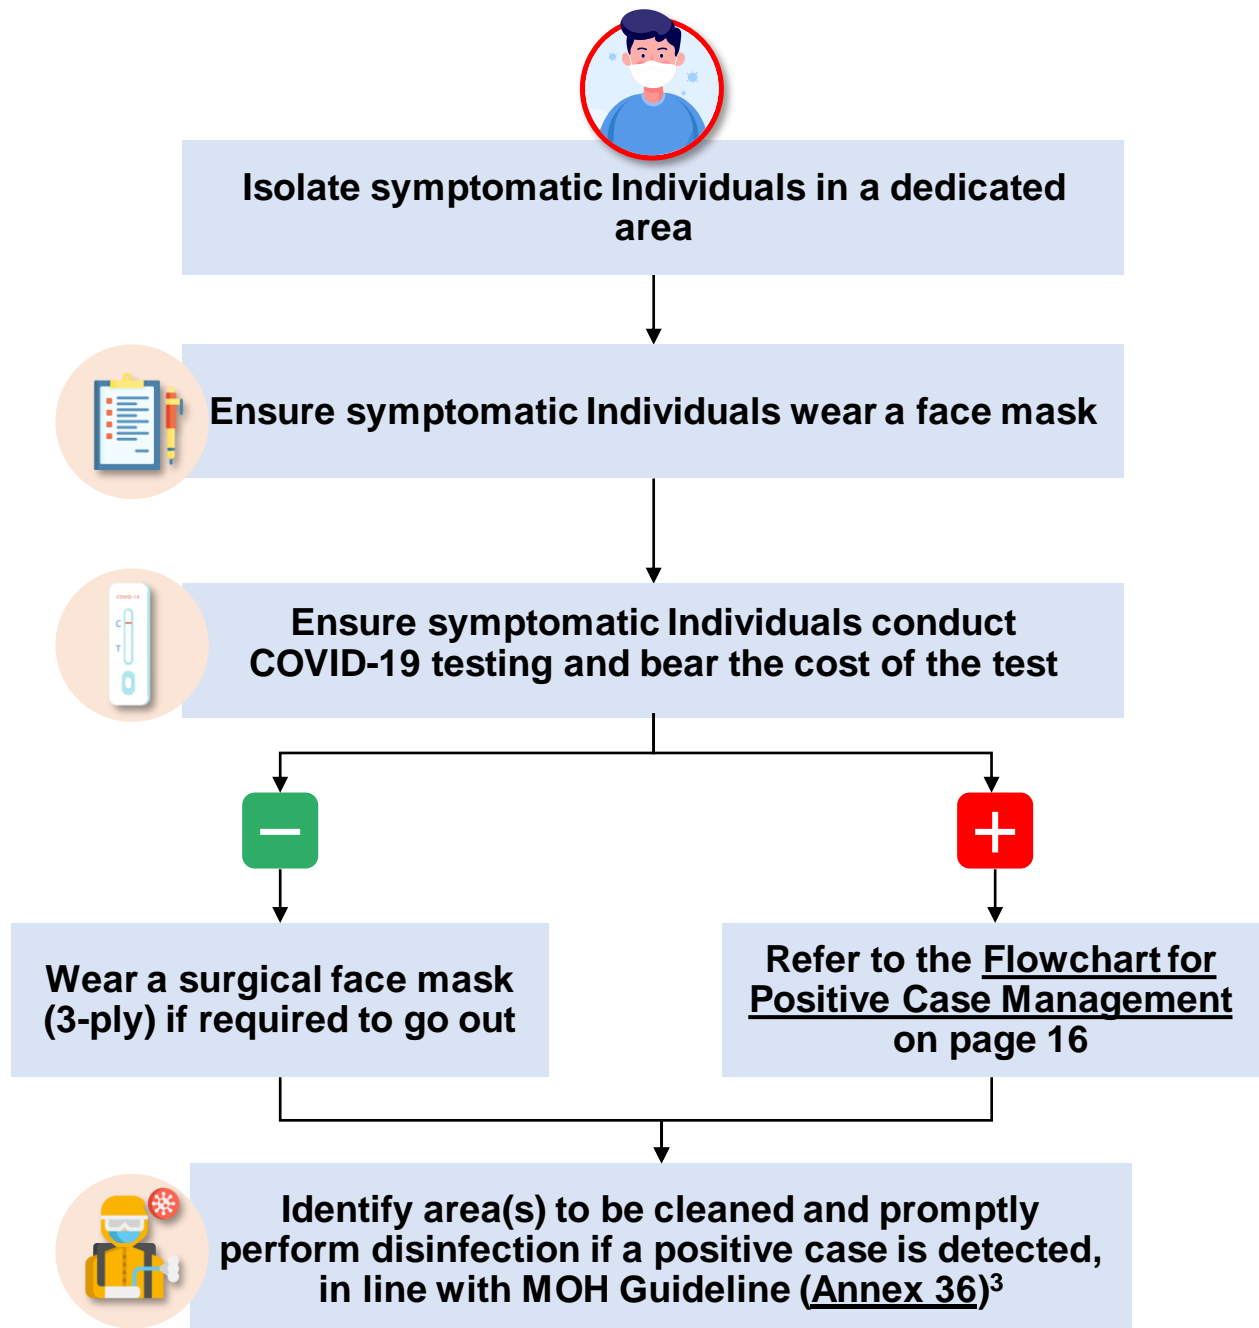 Isolate symptomatic Individuals in a dedicated
area
Ensure symptomatic Individuals wear a face mask
COVID-19
C
T
Ensure symptomatic Individuals conduct
COVID-19 testing and bear the cost of the test
Wear a surgical face mask
(3-ply) if required to go out
Refer to the Flowchart for
Positive Case Management
on page 16
Identify area(s) to be cleaned and promptly
perform disinfection if a positive case is detected,
in line with MOH Guideline (Annex 36)³